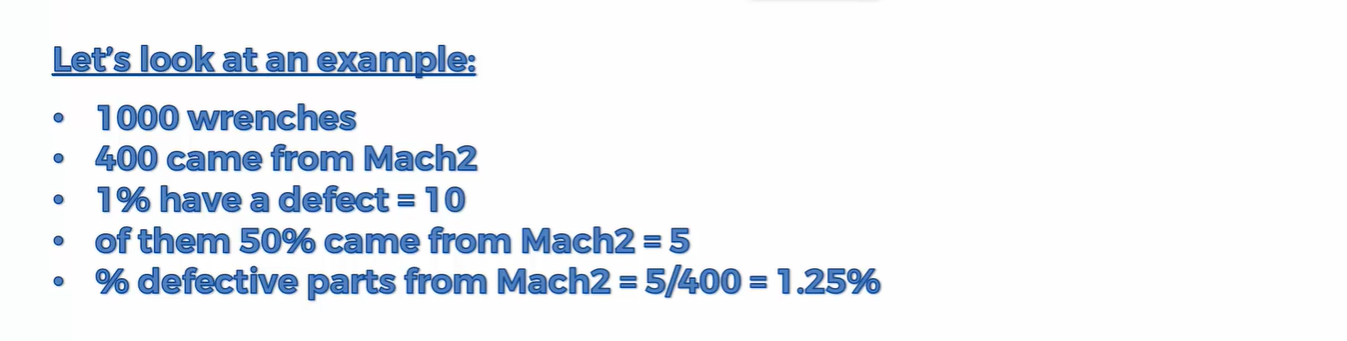 Let's look at an example:
• 1000 wrenches
• 400 came from Mach2
• 1% have a defect = 10
• of them 50% came from Mach2 = 5
• % defective parts from Mach2 = 5/400 = 1.25%